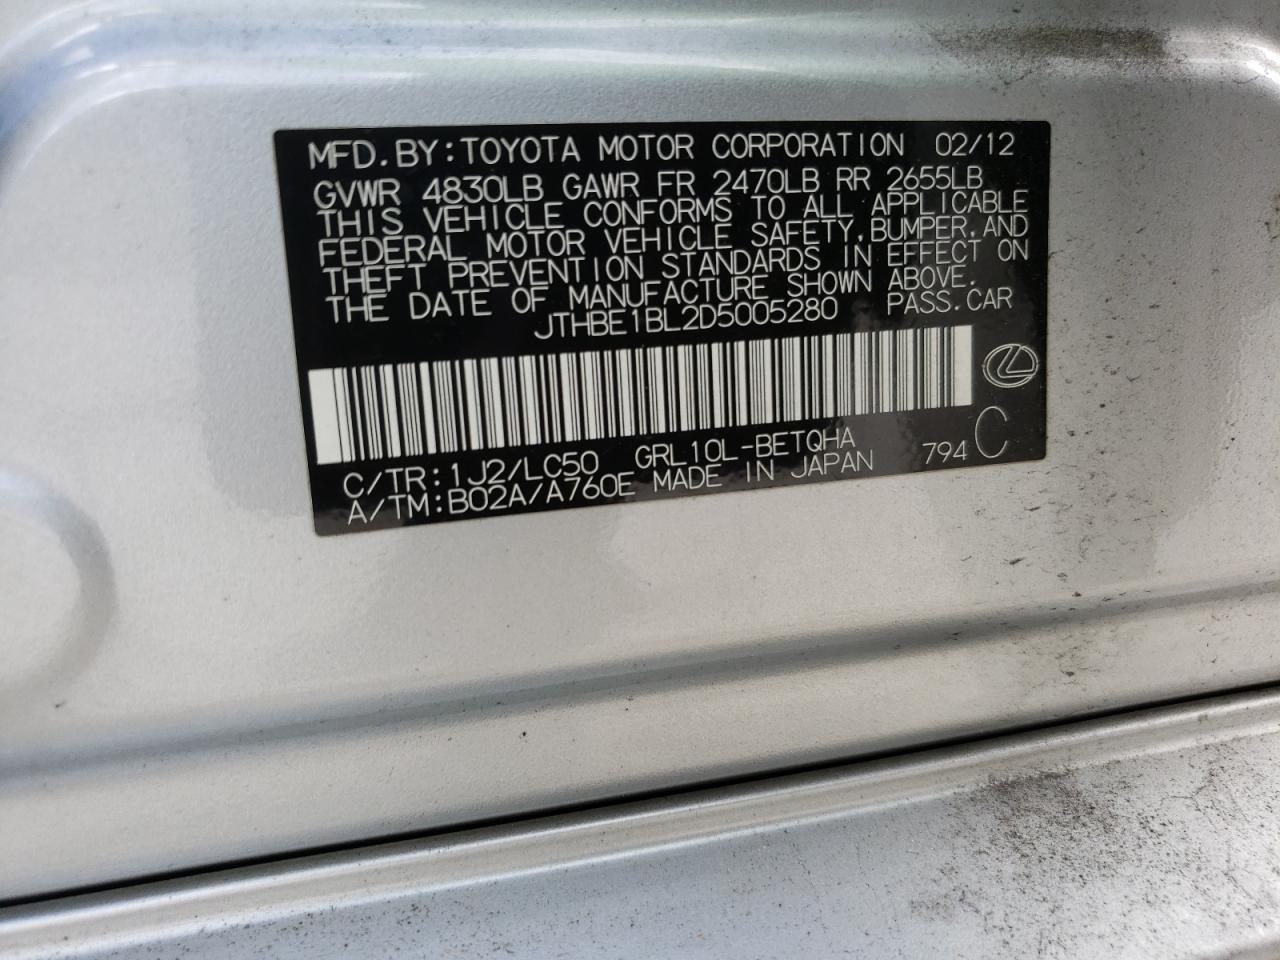 MFD.BY:TOYOTA MOTOR CORPORATION 02/12
GVWR 4830LB GAWR FR 2470LB RR 2655LB
THIS VEHICLE CONFORMS TO ALL APPLICABLE
FEDERAL MOTOR VEHICLE SAFETY,BUMPER,AND
THEFT PREVENTION STANDARDS IN EFFECT ON
THE DATE OF MANUFACTURE SHOWN ABOVE.
JTHBE1BL2D5005280 PASS.CAR
C/TR:1J2/LC50 GRL10L-BETQHA
A/TM:B02A/A760E MADE IN JAPAN 794 C